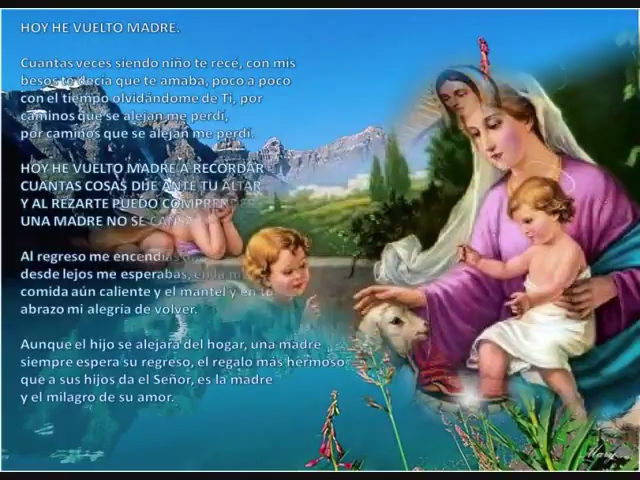 HOY HE VUELTO MADRE.
Cuantas veces siendo niño te recé, con mis
besos te decía que te amaba, poco a poco
con el tiempo olvidándome de Ti, por
caminos que se alejan me perdí,
por caminos que se alejan me perdí.
HOY HE VUELTO MADRE A RECORDAR
CUANTAS COSAS DIJE ANTE TU ALTAR
Y AL REZARTE PUEDO COMPRENDER
UNA MADRE NO SE CANSA
Al regreso me encendías
desde lejos me esperabas, en la
comida aún caliente y el mantel y en tu
abrazo mi alegría de volver.
Aunque el hijo se alejara del hogar, una madre
siempre espera su regreso, el regalo más hermoso
que a sus hijos da el Señor, es la madre
y el milagro de su amor.